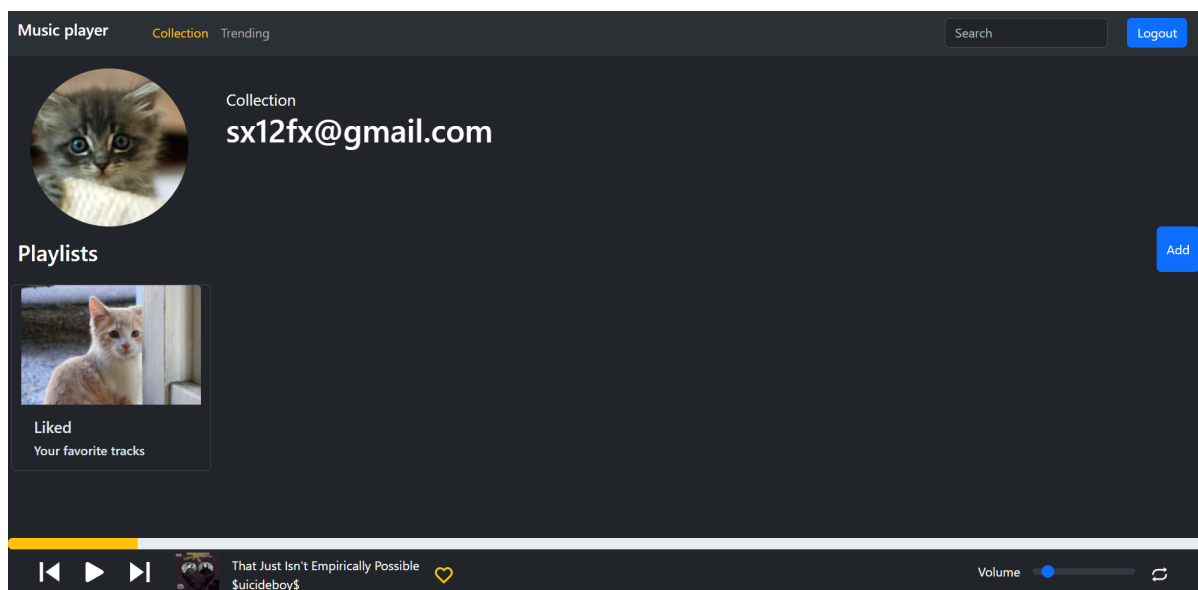 Music player
Collection
Trending
Search
Logout
Collection
sx12fx@gmail.com
Add
Playlists
Liked
Your favorite tracks
That Just Isn't Empirically Possible
$uicideboy$
Volume